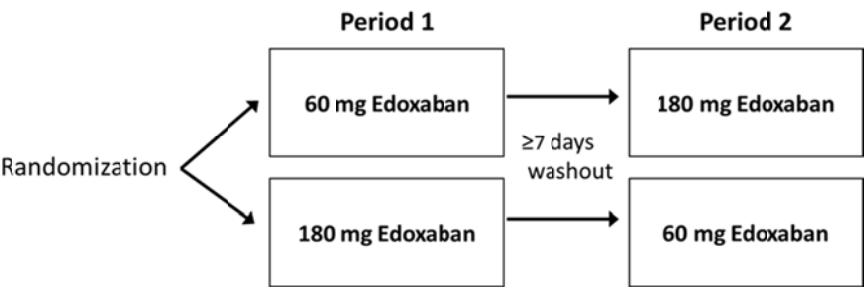 Period 1
Period 2
60 mg Edoxaban
180 mg Edoxaban
≥7 days
washout
Randomization
180 mg Edoxaban
60 mg Edoxaban